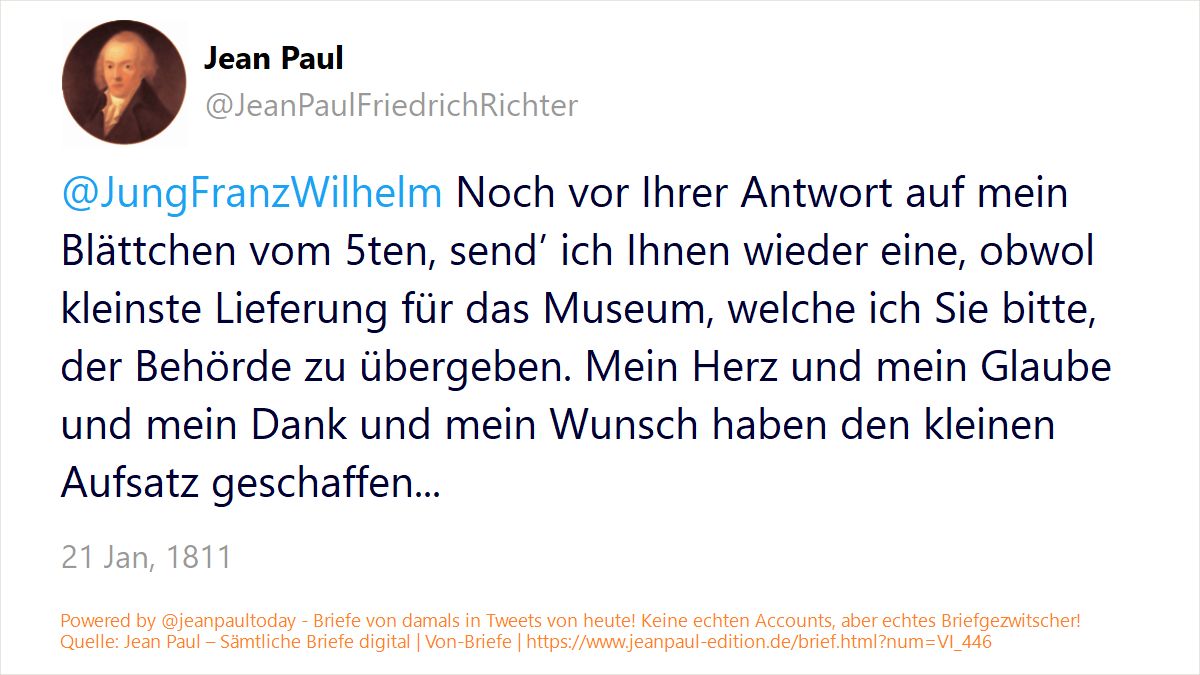 Jean Paul
@JeanPaulFriedrichRichter
@JungFranzWilhelm Noch vor Ihrer Antwort auf mein
Blättchen vom 5ten, send’ ich Ihnen wieder eine, obwol
kleinste Lieferung für das Museum, welche ich Sie bitte,
der Behörde zu übergeben. Mein Herz und mein Glaube
und mein Dank und mein Wunsch haben den kleinen
Aufsatz geschaffen...
21 Jan, 1811
Powered by @jeanpaultoday - Briefe von damals in Tweets von heute! Keine echten Accounts, aber echtes Briefgezwitscher!
Quelle: Jean Paul – Sämtliche Briefe digital | Von-Briefe | https://www.jeanpaul-edition.de/brief.html?num=VI_446